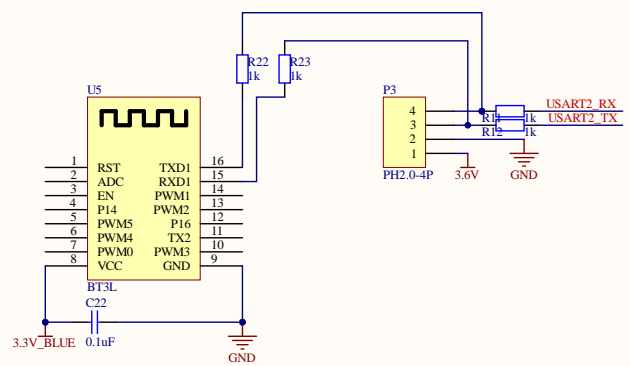 R22
1k
R23
1k
U5
P3
4 USART2_RX
R11 1k
3 USART2_TX
R12 1k
2
1
PH2.0-4P
3.6V
GND
1 RST TXD1 16
2 ADC RXD1 15
3 EN PWM1 14
4 P14 PWM2 13
5 PWM5 P16 12
6 PWM4 TX2 11
7 PWM0 PWM3 10
8 VCC GND 9
BT3L
C22
0.1uF
3.3V_BLUE
GND